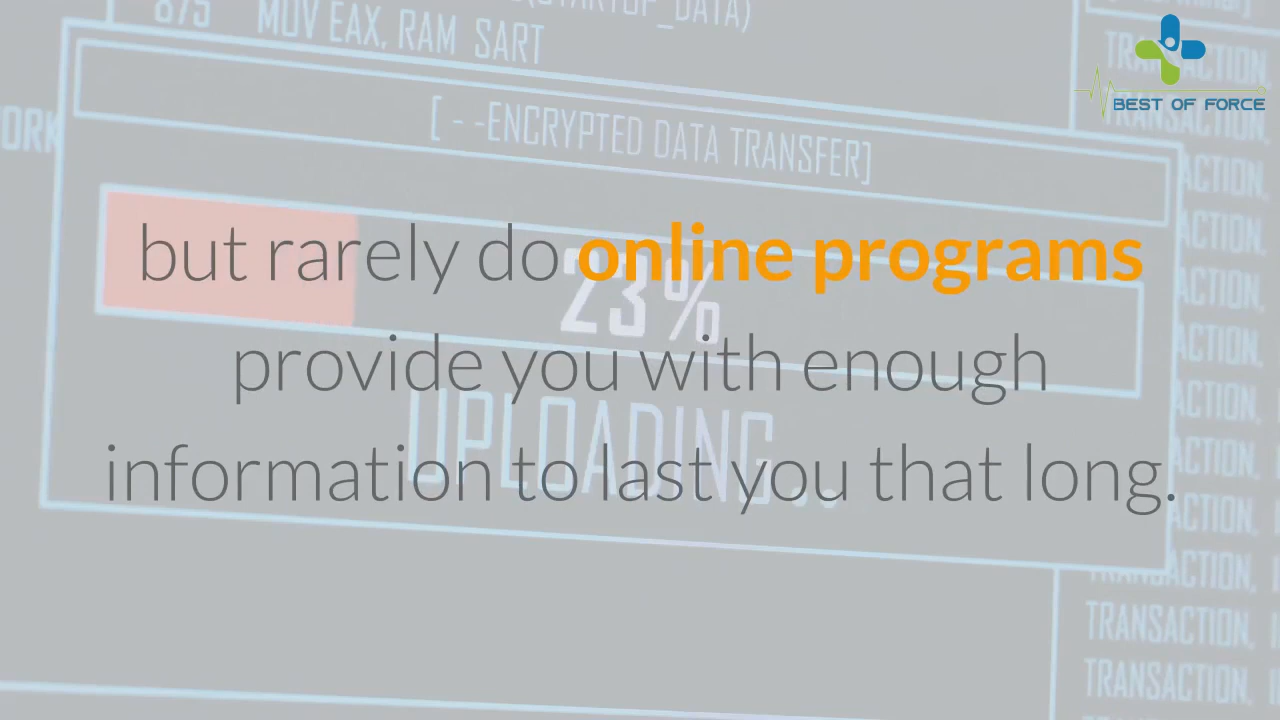 875 MOV EAX, RAM SART
[ - -ENCRYPTED DATA TRANSFER]
BEST OF FORCE
but rarely do online programs
23%
provide you with enough
UPLOADING...
information to last you that long.
TRANSACTION,
TRANSACTION,